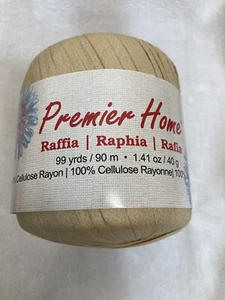 Premier Home
Raffia | Raphia | Rafia
99 yrds / 90 m • 1.41 oz / 40 g
Cellulose Rayon | 100% Cellulose Rayonne| 100%